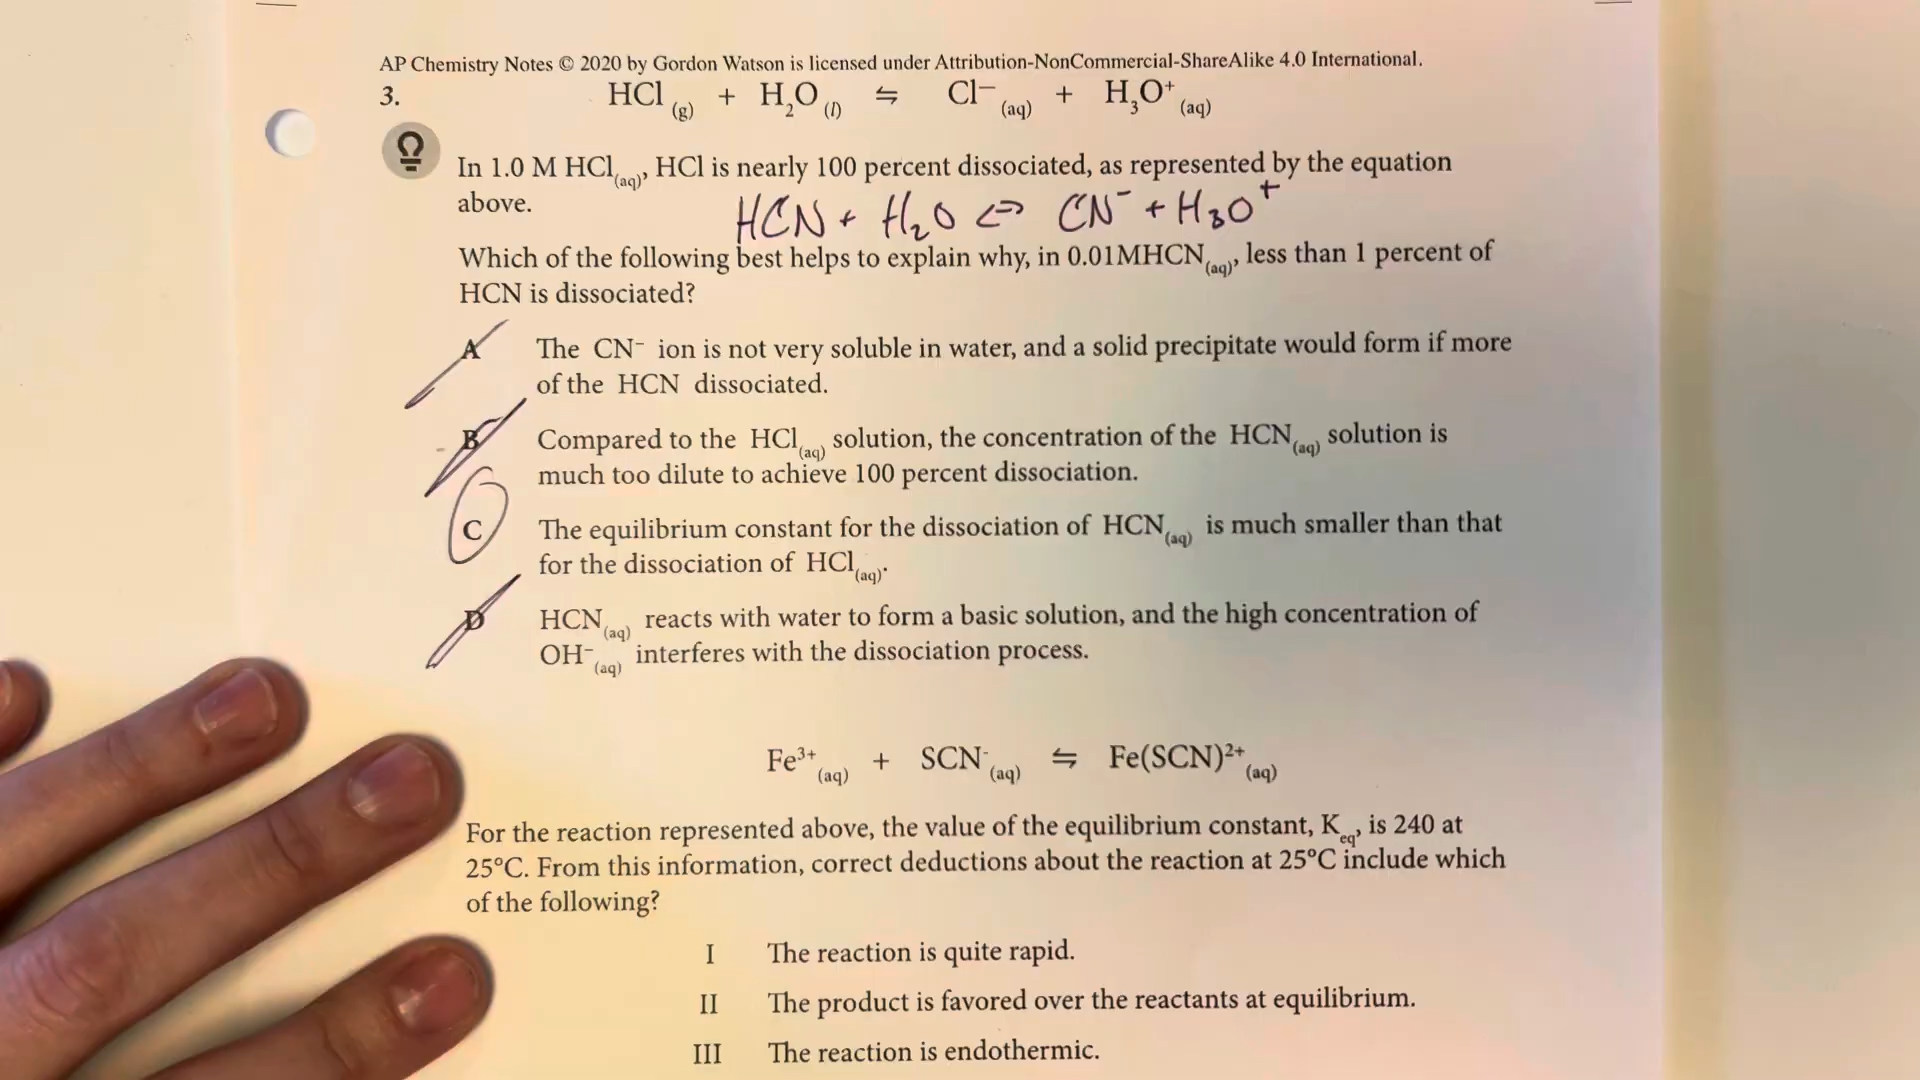 AP Chemistry Notes © 2020 by Gordon Watson is licensed under Attribution-NonCommercial-ShareAlike 4.0 International.
3. HCl (g) + H₂O (l) ⇋ Cl⁻ (aq) + H₃O⁺ (aq)
In 1.0 M HCl(aq), HCl is nearly 100 percent dissociated, as represented by the equation
above.
HCN + H₂O ⇔ CN⁻ + H₃O⁺
Which of the following best helps to explain why, in 0.01MHCN(aq), less than 1 percent of
HCN is dissociated?
A The CN⁻ ion is not very soluble in water, and a solid precipitate would form if more
of the HCN dissociated.
B Compared to the HCl(aq) solution, the concentration of the HCN(aq) solution is
much too dilute to achieve 100 percent dissociation.
C The equilibrium constant for the dissociation of HCN(aq) is much smaller than that
for the dissociation of HCl(aq).
D HCN(aq) reacts with water to form a basic solution, and the high concentration of
OH⁻(aq) interferes with the dissociation process.
Fe³⁺(aq) + SCN⁻(aq) ⇋ Fe(SCN)²⁺(aq)
For the reaction represented above, the value of the equilibrium constant, Keq, is 240 at
25°C. From this information, correct deductions about the reaction at 25°C include which
of the following?
I The reaction is quite rapid.
II The product is favored over the reactants at equilibrium.
III The reaction is endothermic.